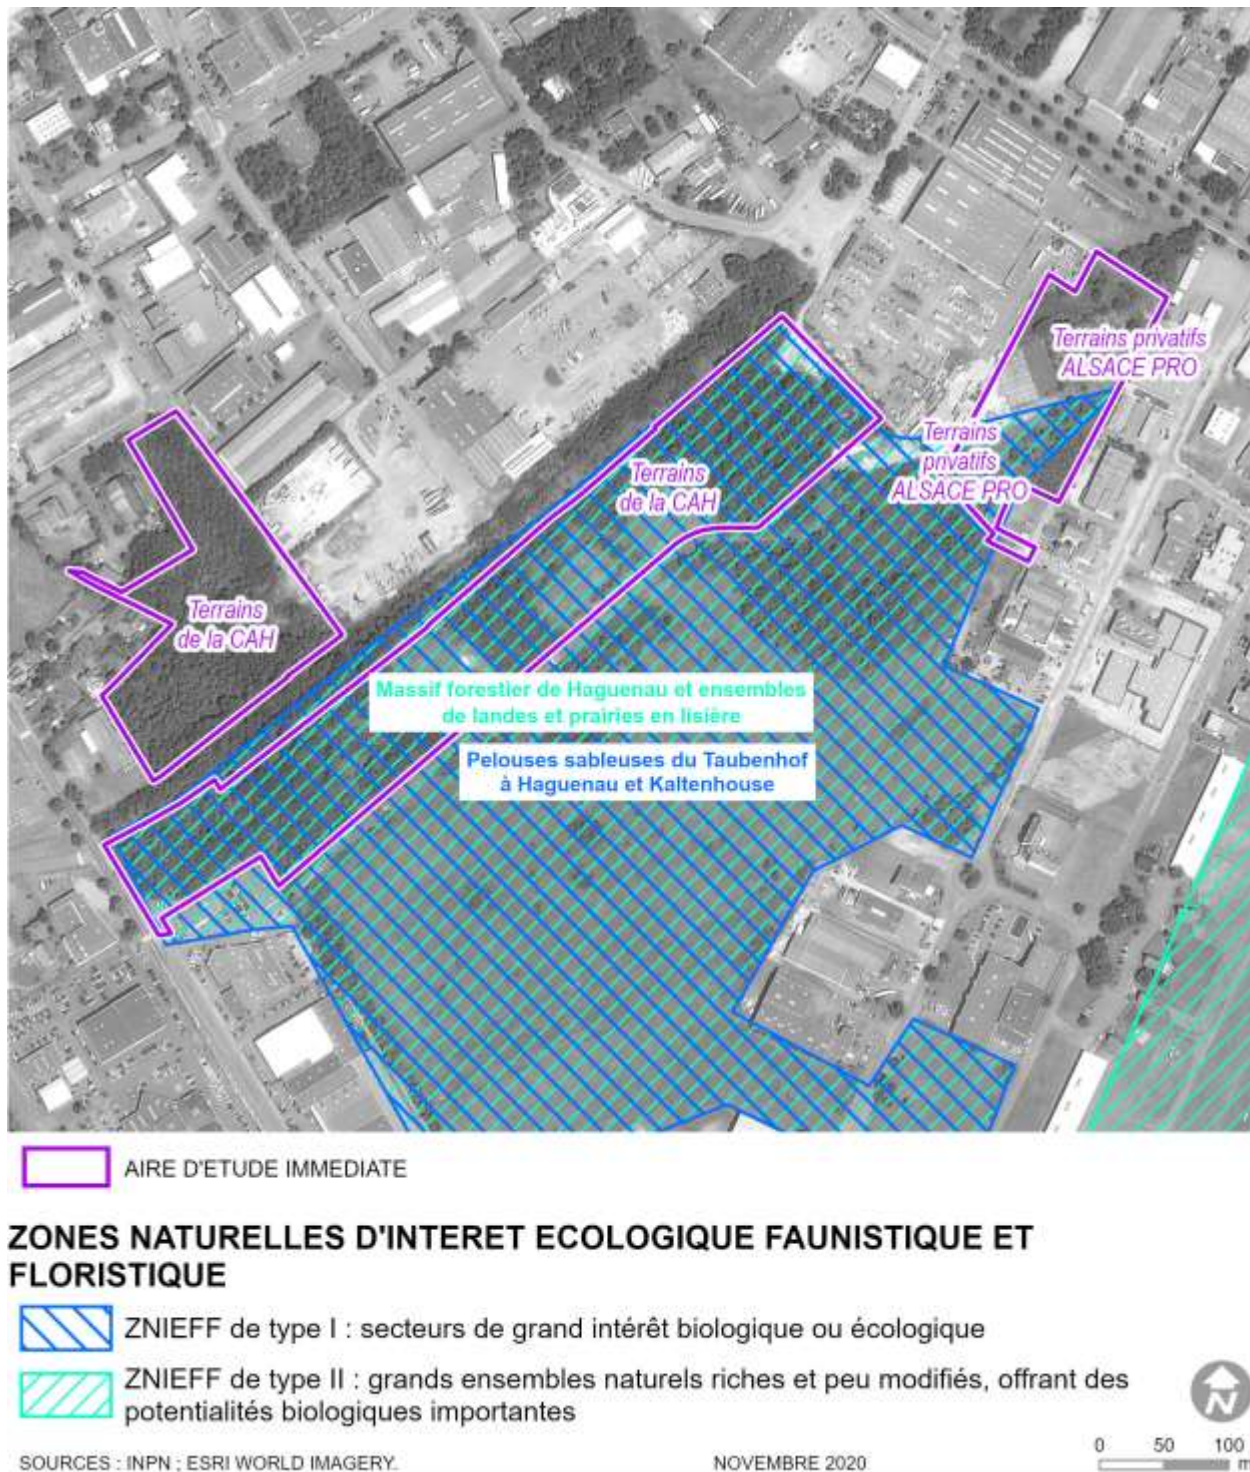 Terrains privatifs
ALSACE PRO
Terrains
privatifs
ALSACE PRO
Terrains
de la CAH
Terrains
de la CAH
Massif forestier de Haguenau et ensembles
de landes et prairies en lisière
Pelouses sableuses du Taubenhof
à Haguenau et Kaltenhouse
AIRE D'ETUDE IMMEDIATE
ZONES NATURELLES D'INTERET ECOLOGIQUE FAUNISTIQUE ET
FLORISTIQUE
ZNIEFF de type I : secteurs de grand intérêt biologique ou écologique
ZNIEFF de type II : grands ensembles naturels riches et peu modifiés, offrant des
potentialités biologiques importantes
N
SOURCES : INPN ; ESRI WORLD IMAGERY.
NOVEMBRE 2020
0 50 100
m